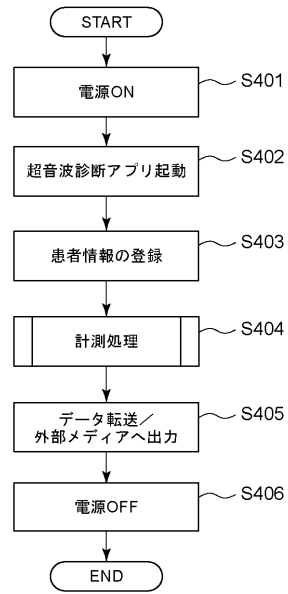 START
電源ON
S401
超音波診断アプリ起動
S402
患者情報の登録
S403
計測処理
S404
データ転送／
外部メディアへ出力
S405
電源OFF
S406
END